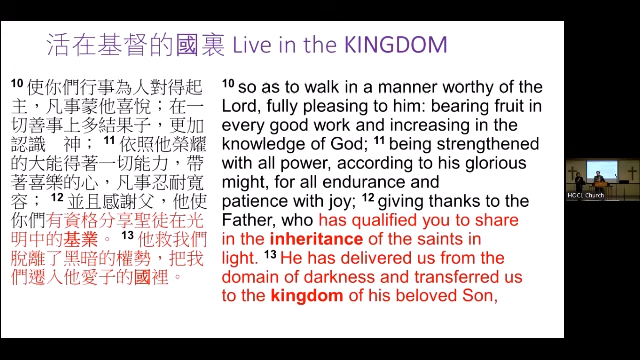 活在基督的國裏 Live in the KINGDOM
10 使你們行事為人對得起
主，凡事蒙他喜悅；在一
切善事上多結果子，更加
認識　神；11 依照他榮耀
的大能得著一切能力，帶
著喜樂的心，凡事忍耐寬
容；12 並且感謝父，他使
你們有資格分享聖徒在光
明中的基業。13 他救我們
脫離了黑暗的權勢，把我
們遷入他愛子的國裡。
10 so as to walk in a manner worthy of the
Lord, fully pleasing to him: bearing fruit in
every good work and increasing in the
knowledge of God; 11 being strengthened
with all power, according to his glorious
might, for all endurance and
patience with joy; 12 giving thanks to the
Father, who has qualified you to share
in the inheritance of the saints in
light. 13 He has delivered us from the
domain of darkness and transferred us
to the kingdom of his beloved Son,
HOCL Church